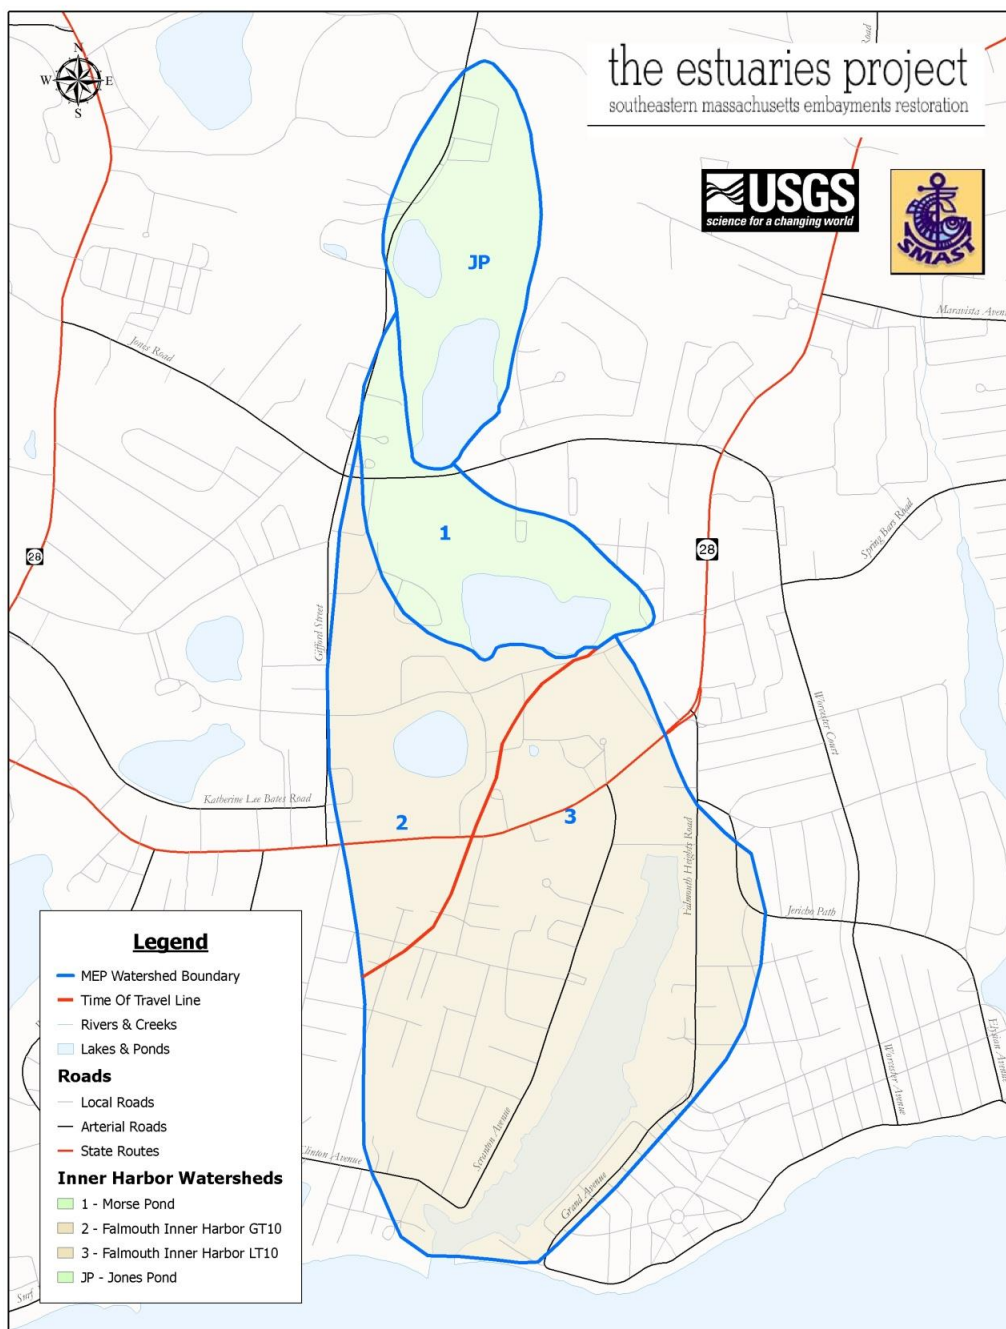 N
W E
S
Road
the estuaries project
southeastern massachusetts embayments restoration
USGS
science for a changing world
SMAST
JP
Maravista Avenu
Jones Road
1
Spring Bars Road
28
28
Gifford Street
Worcester Court
Katherine Lee Bates Road
2
3
Falmouth Heights Road
Jericho Path
Legend
MEP Watershed Boundary
Time Of Travel Line
Rivers & Creeks
Lakes & Ponds
Roads
Local Roads
Arterial Roads
State Routes
Inner Harbor Watersheds
1 - Morse Pond
2 - Falmouth Inner Harbor GT10
3 - Falmouth Inner Harbor LT10
JP - Jones Pond
Elysian Avenue
Worcester Avenue
Scranton Avenue
Clinton Avenue
Grand Avenue
Surf